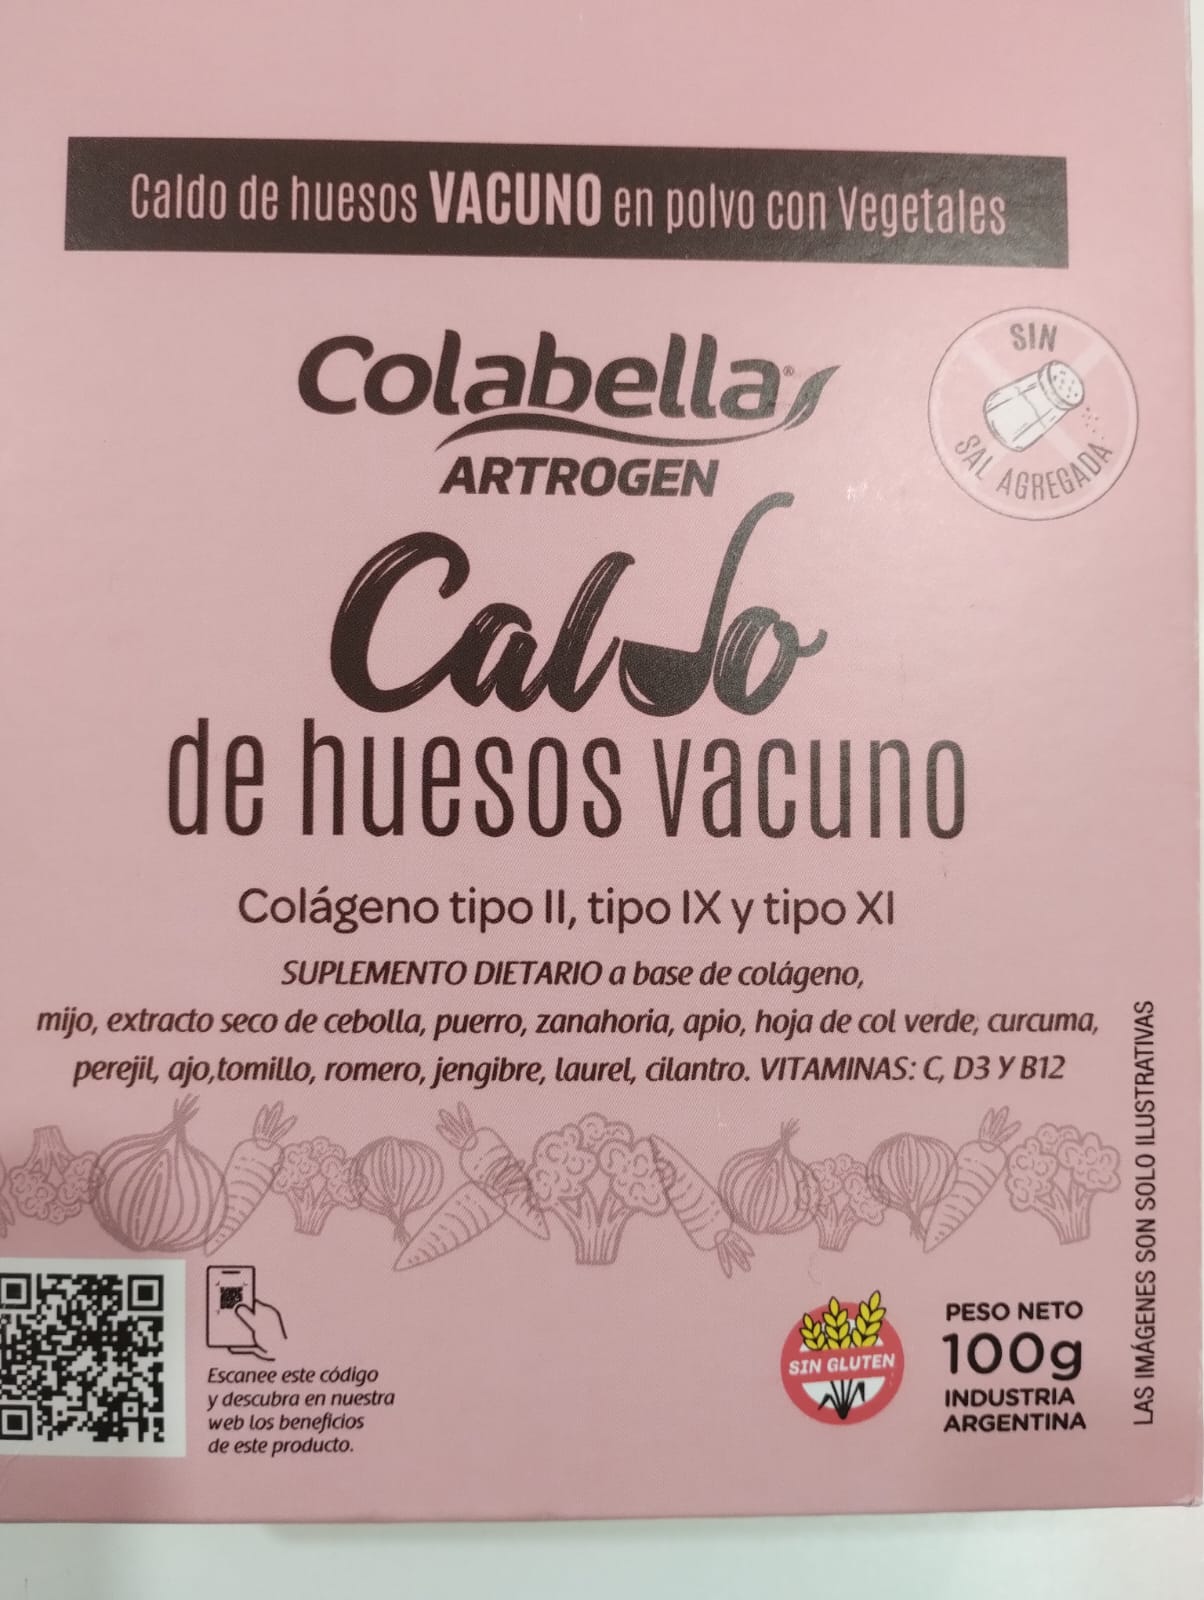 Caldo de huesos VACUNO en polvo con Vegetales
Colabella®
ARTROGEN
SIN
SAL AGREGADA
Caldo
de huesos vacuno
Colágeno tipo II, tipo IX y tipo XI
SUPLEMENTO DIETARIO a base de colágeno,
mijo, extracto seco de cebolla, puerro, zanahoria, apio, hoja de col verde, curcuma,
perejil, ajo,tomillo, romero, jengibre, laurel, cilantro. VITAMINAS: C, D3 Y B12
LAS IMÁGENES SON SOLO ILUSTRATIVAS
Escanee este código
y descubra en nuestra
web los beneficios
de este producto.
SIN GLUTEN
PESO NETO
100g
INDUSTRIA
ARGENTINA